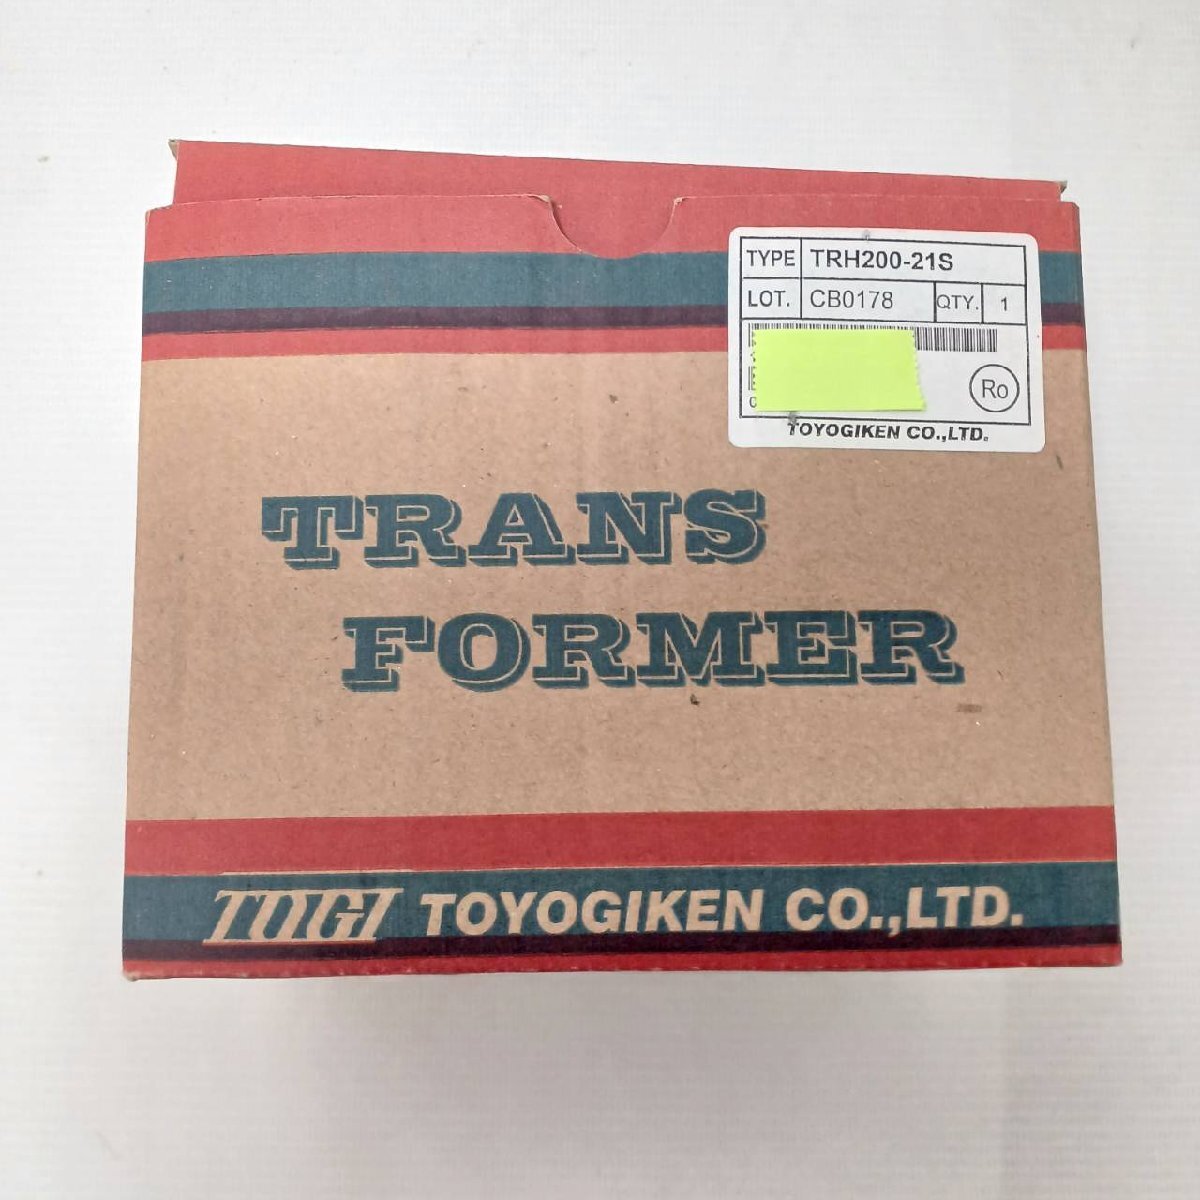 TYPE TRH200-21S
LOT. CB0178 QTY. 1
Ro
TOYOGIKEN CO.,LTD.
TRANS
FORMER
TOGI TOYOGIKEN CO.,LTD.